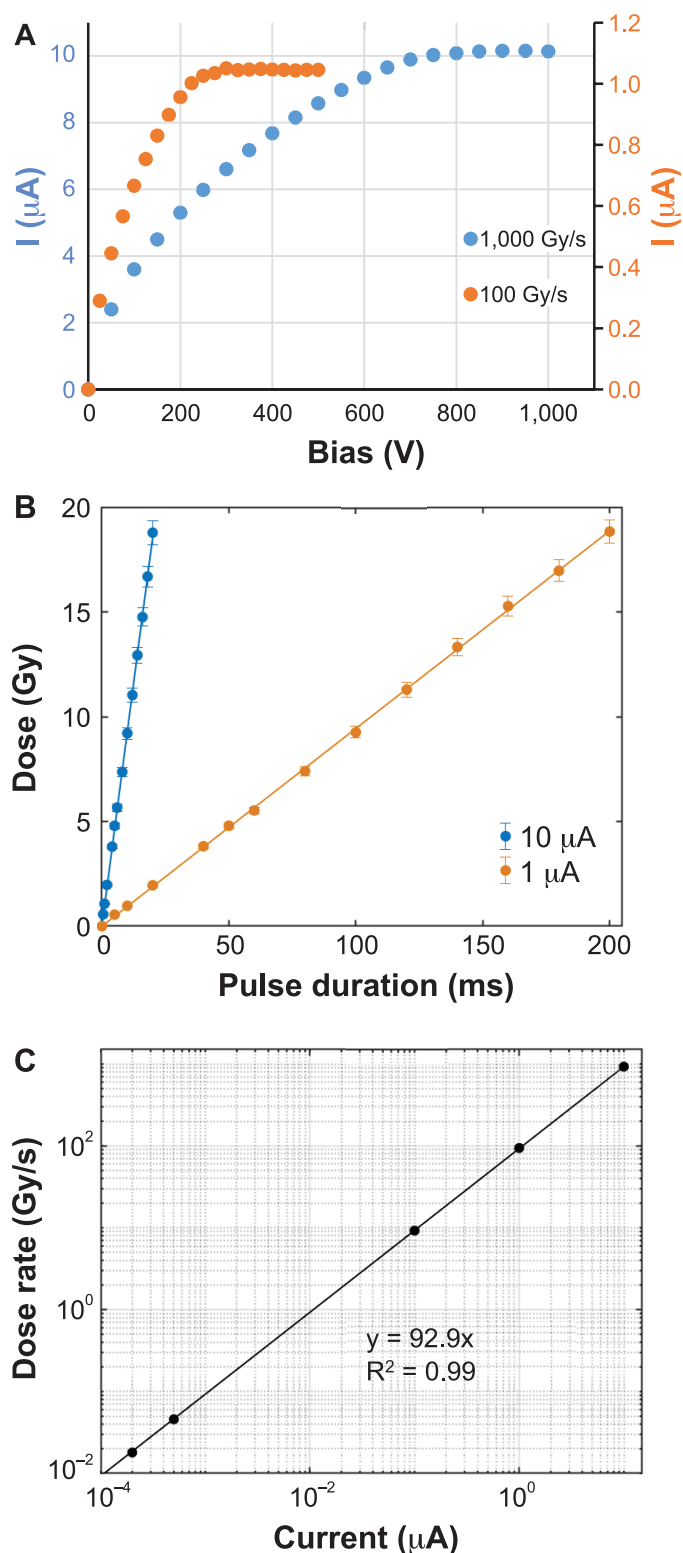 A
I (μA)
10
8
6
4
2
0
1.2
1.0
0.8
0.6
0.4
0.2
0.0
I (μA)
1,000 Gy/s
100 Gy/s
0
200
400
600
800
1,000
Bias (V)
B
Dose (Gy)
20
15
10
5
0
10 μA
1 μA
0
50
100
150
200
Pulse duration (ms)
C
Dose rate (Gy/s)
10²
10⁰
10⁻²
y = 92.9x
R² = 0.99
10⁻⁴
10⁻²
10⁰
Current (μA)